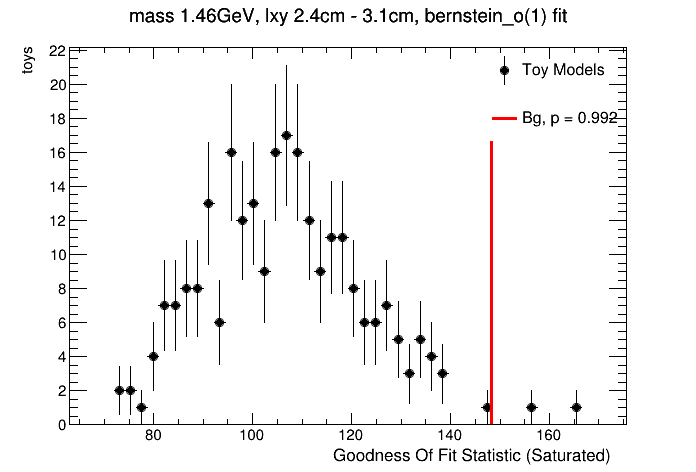 mass 1.46GeV, lxy 2.4cm - 3.1cm, bernstein_o(1) fit
toys
22
20
18
16
14
12
10
8
6
4
2
0
Toy Models
Bg, p = 0.992
80 100 120 140 160
Goodness Of Fit Statistic (Saturated)